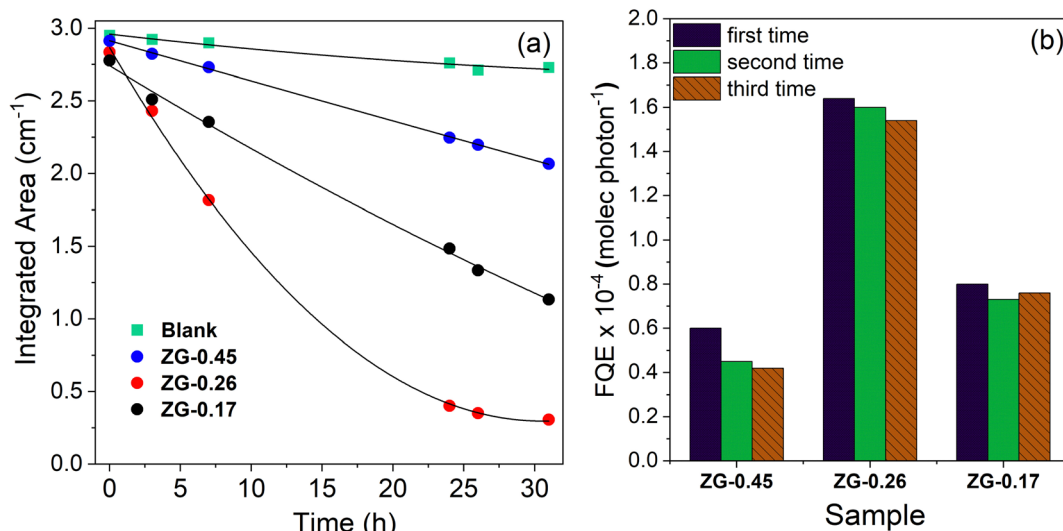 (a)
3.0
2.5
2.0
1.5
1.0
0.5
0.0
Integrated Area (cm⁻¹)
Blank
ZG-0.45
ZG-0.26
ZG-0.17
0 5 10 15 20 25 30
Time (h)
(b)
2.0
1.8
1.6
1.4
1.2
1.0
0.8
0.6
0.4
0.2
0.0
FQE x 10⁻⁴ (molec photon⁻¹)
first time
second time
third time
ZG-0.45 ZG-0.26 ZG-0.17
Sample